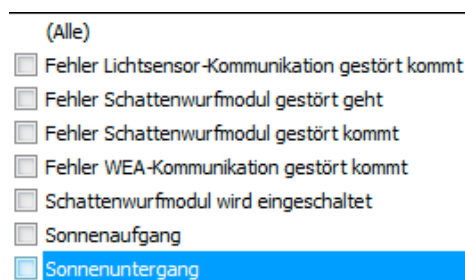 (Alle)
Fehler Lichtsensor-Kommunikation gestört kommt
Fehler Schattenwurfmodul gestört geht
Fehler Schattenwurfmodul gestört kommt
Fehler WEA-Kommunikation gestört kommt
Schattenwurfmodul wird eingeschaltet
Sonnenaufgang
Sonnenuntergang